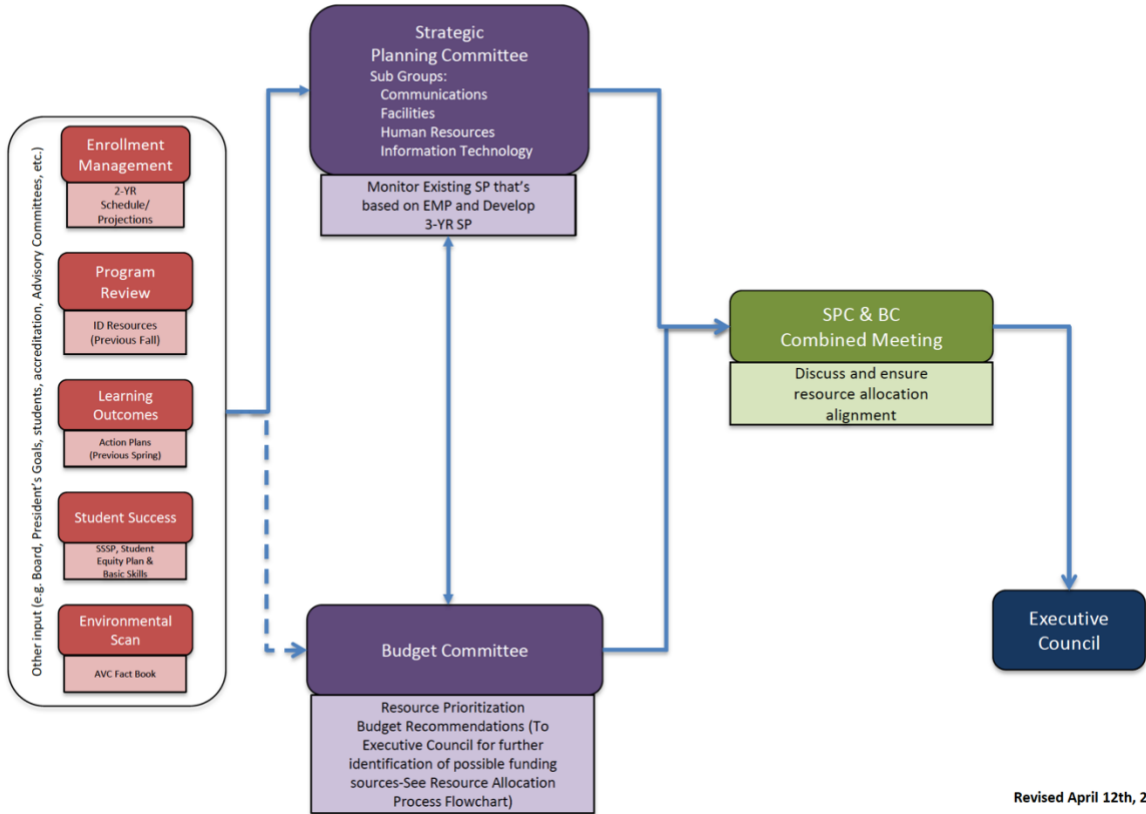 Other input (e.g. Board, President's Goals, students, accreditation, Advisory Committees, etc.)
Enrollment
Management
2-YR
Schedule/
Projections
Program
Review
ID Resources
(Previous Fall)
Learning
Outcomes
Action Plans
(Previous Spring)
Student Success
SSSP, Student
Equity Plan &
Basic Skills
Environmental
Scan
AVC Fact Book
Strategic
Planning Committee
Sub Groups:
Communications
Facilities
Human Resources
Information Technology
Monitor Existing SP that's
based on EMP and Develop
3-YR SP
Budget Committee
Resource Prioritization
Budget Recommendations (To
Executive Council for further
identification of possible funding
sources-See Resource Allocation
Process Flowchart)
SPC & BC
Combined Meeting
Discuss and ensure
resource allocation
alignment
Executive
Council
Revised April 12th, 2